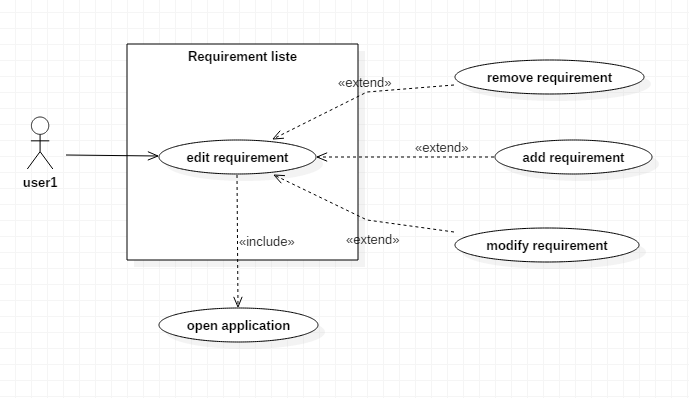 Requirement liste
«extend»
remove requirement
user1
edit requirement
«extend»
add requirement
«include»
«extend»
modify requirement
open application